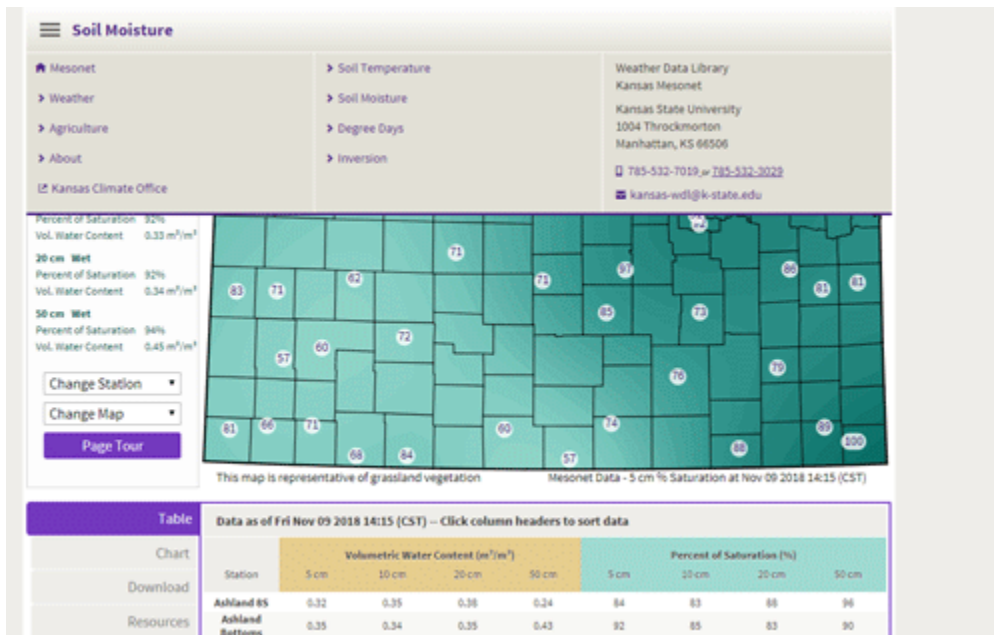 Soil Moisture
Mesonet
Weather
Agriculture
About
Kansas Climate Office
Soil Temperature
Soil Moisture
Degree Days
Inversion
Weather Data Library
Kansas Mesonet
Kansas State University
1004 Throckmorton
Manhattan, KS 66506
785-532-7019 or 785-532-3029
kansas-wdl@k-state.edu
Percent of Saturation 92%
Vol. Water Content 0.33 m³/m³
20 cm Wet
Percent of Saturation 92%
Vol. Water Content 0.34 m³/m³
50 cm Wet
Percent of Saturation 94%
Vol. Water Content 0.45 m³/m³
Change Station
Change Map
Page Tour
92
71
97
86
62
71
81
81
83
71
85
73
72
60
57
79
76
81
66
71
60
74
89
100
68
84
57
88
This map is representative of grassland vegetation
Mesonet Data - 5 cm % Saturation at Nov 09 2018 14:15 (CST)
Table
Chart
Download
Resources
Data as of Fri Nov 09 2018 14:15 (CST) -- Click column headers to sort data
Volumetric Water Content (m³/m³) Percent of Saturation (%)
Station 5 cm 10 cm 20 cm 50 cm 5 cm 10 cm 20 cm 50 cm
Ashland 8S 0.32 0.35 0.38 0.24 84 83 88 96
Ashland Bottoms 0.35 0.34 0.35 0.43 92 85 83 90